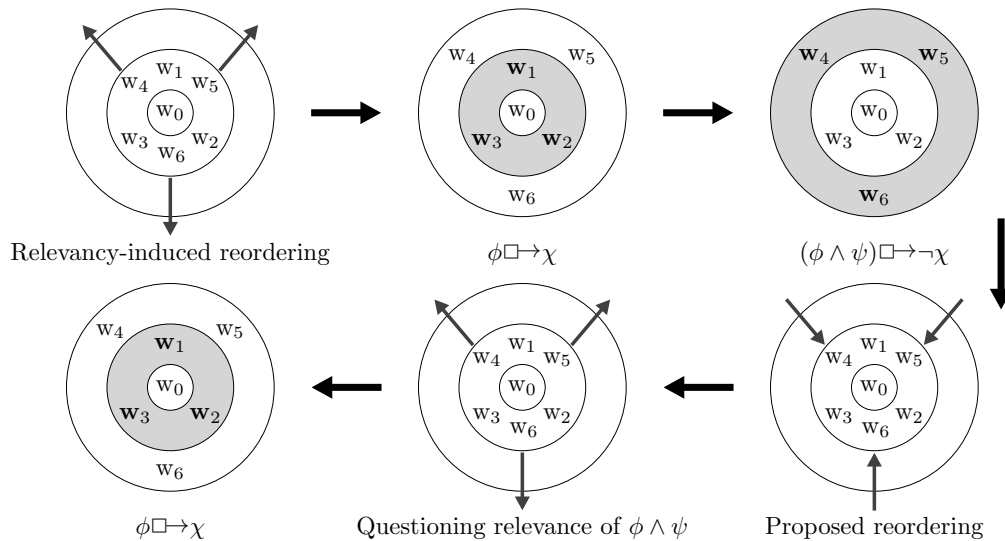 w₁
w₄ w₅
w₀
w₃ w₂
w₆
Relevancy-induced reordering
w₄ w₅
w₁
w₀
w₃ w₂
w₆
ϕ□→χ
w₄ w₅
w₁
w₀
w₃ w₂
w₆
(ϕ ∧ ψ)□→¬χ
w₄ w₅
w₁
w₀
w₃ w₂
w₆
ϕ□→χ
w₁
w₄ w₅
w₀
w₃ w₂
w₆
Questioning relevance of ϕ ∧ ψ
w₁
w₄ w₅
w₀
w₃ w₂
w₆
Proposed reordering